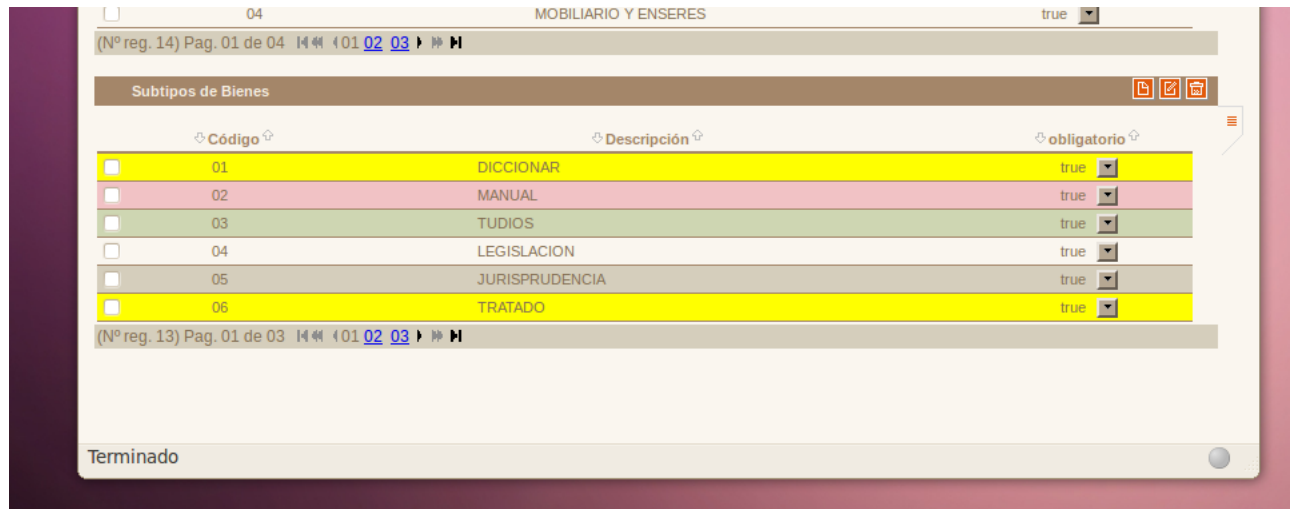 04 MOBILIARIO Y ENSERES true
(Nº reg. 14) Pag. 01 de 04 01 02 03
Subtipos de Bienes
Código Descripción obligatorio
01 DICCIONAR true
02 MANUAL true
03 TUDIOS true
04 LEGISLACION true
05 JURISPRUDENCIA true
06 TRATADO true
(Nº reg. 13) Pag. 01 de 03 01 02 03
Terminado